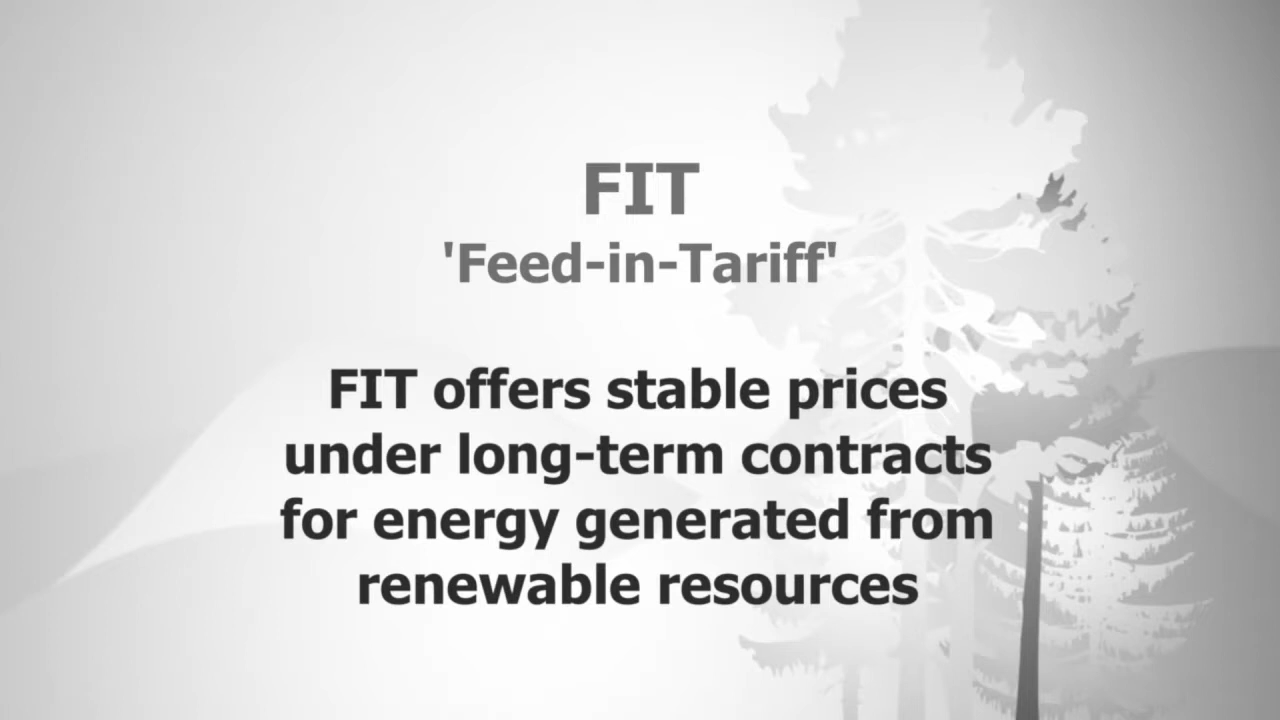 FIT
'Feed-in-Tariff'
FIT offers stable prices
under long-term contracts
for energy generated from
renewable resources